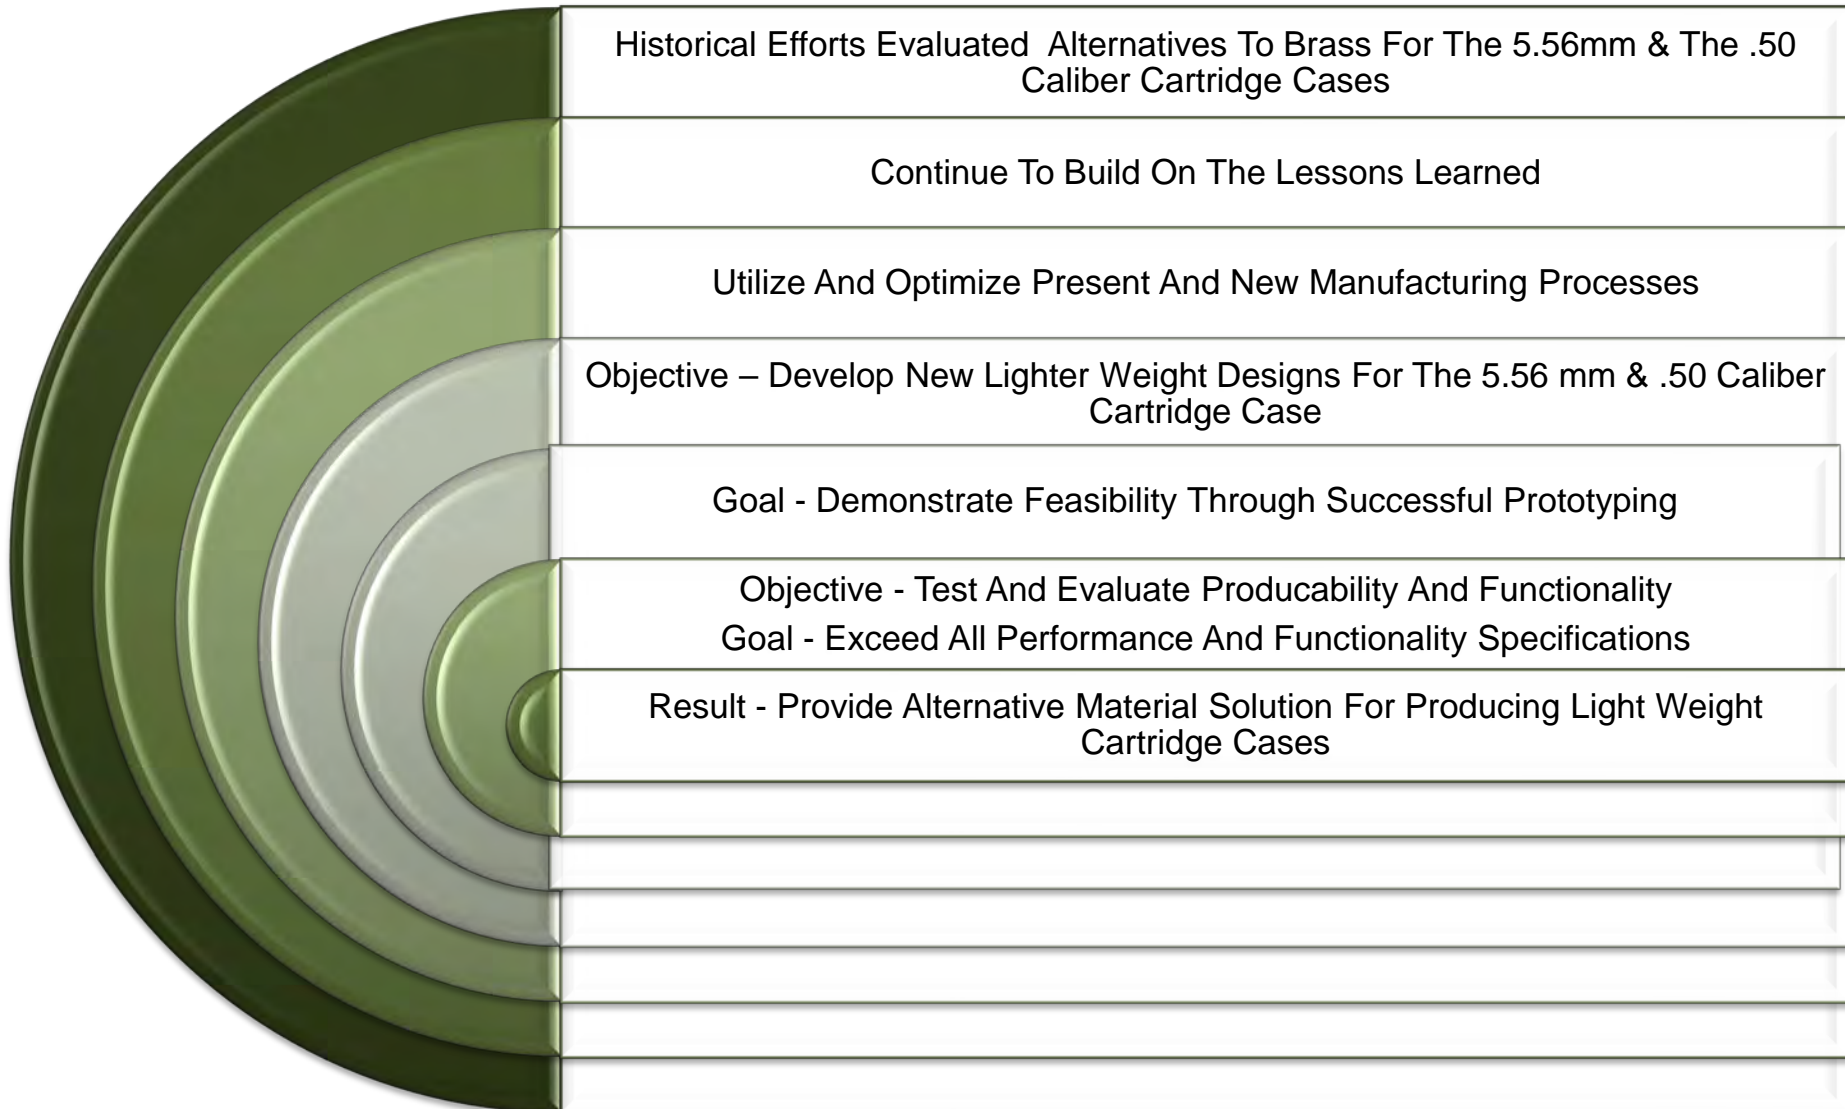 Historical Efforts Evaluated  Alternatives To Brass For The 5.56mm & The .50
Caliber Cartridge Cases
Continue To Build On The Lessons Learned
Utilize And Optimize Present And New Manufacturing Processes
Objective – Develop New Lighter Weight Designs For The 5.56 mm & .50 Caliber
Cartridge Case
Goal - Demonstrate Feasibility Through Successful Prototyping
Objective - Test And Evaluate Producability And Functionality
Goal - Exceed All Performance And Functionality Specifications
Result - Provide Alternative Material Solution For Producing Light Weight
Cartridge Cases